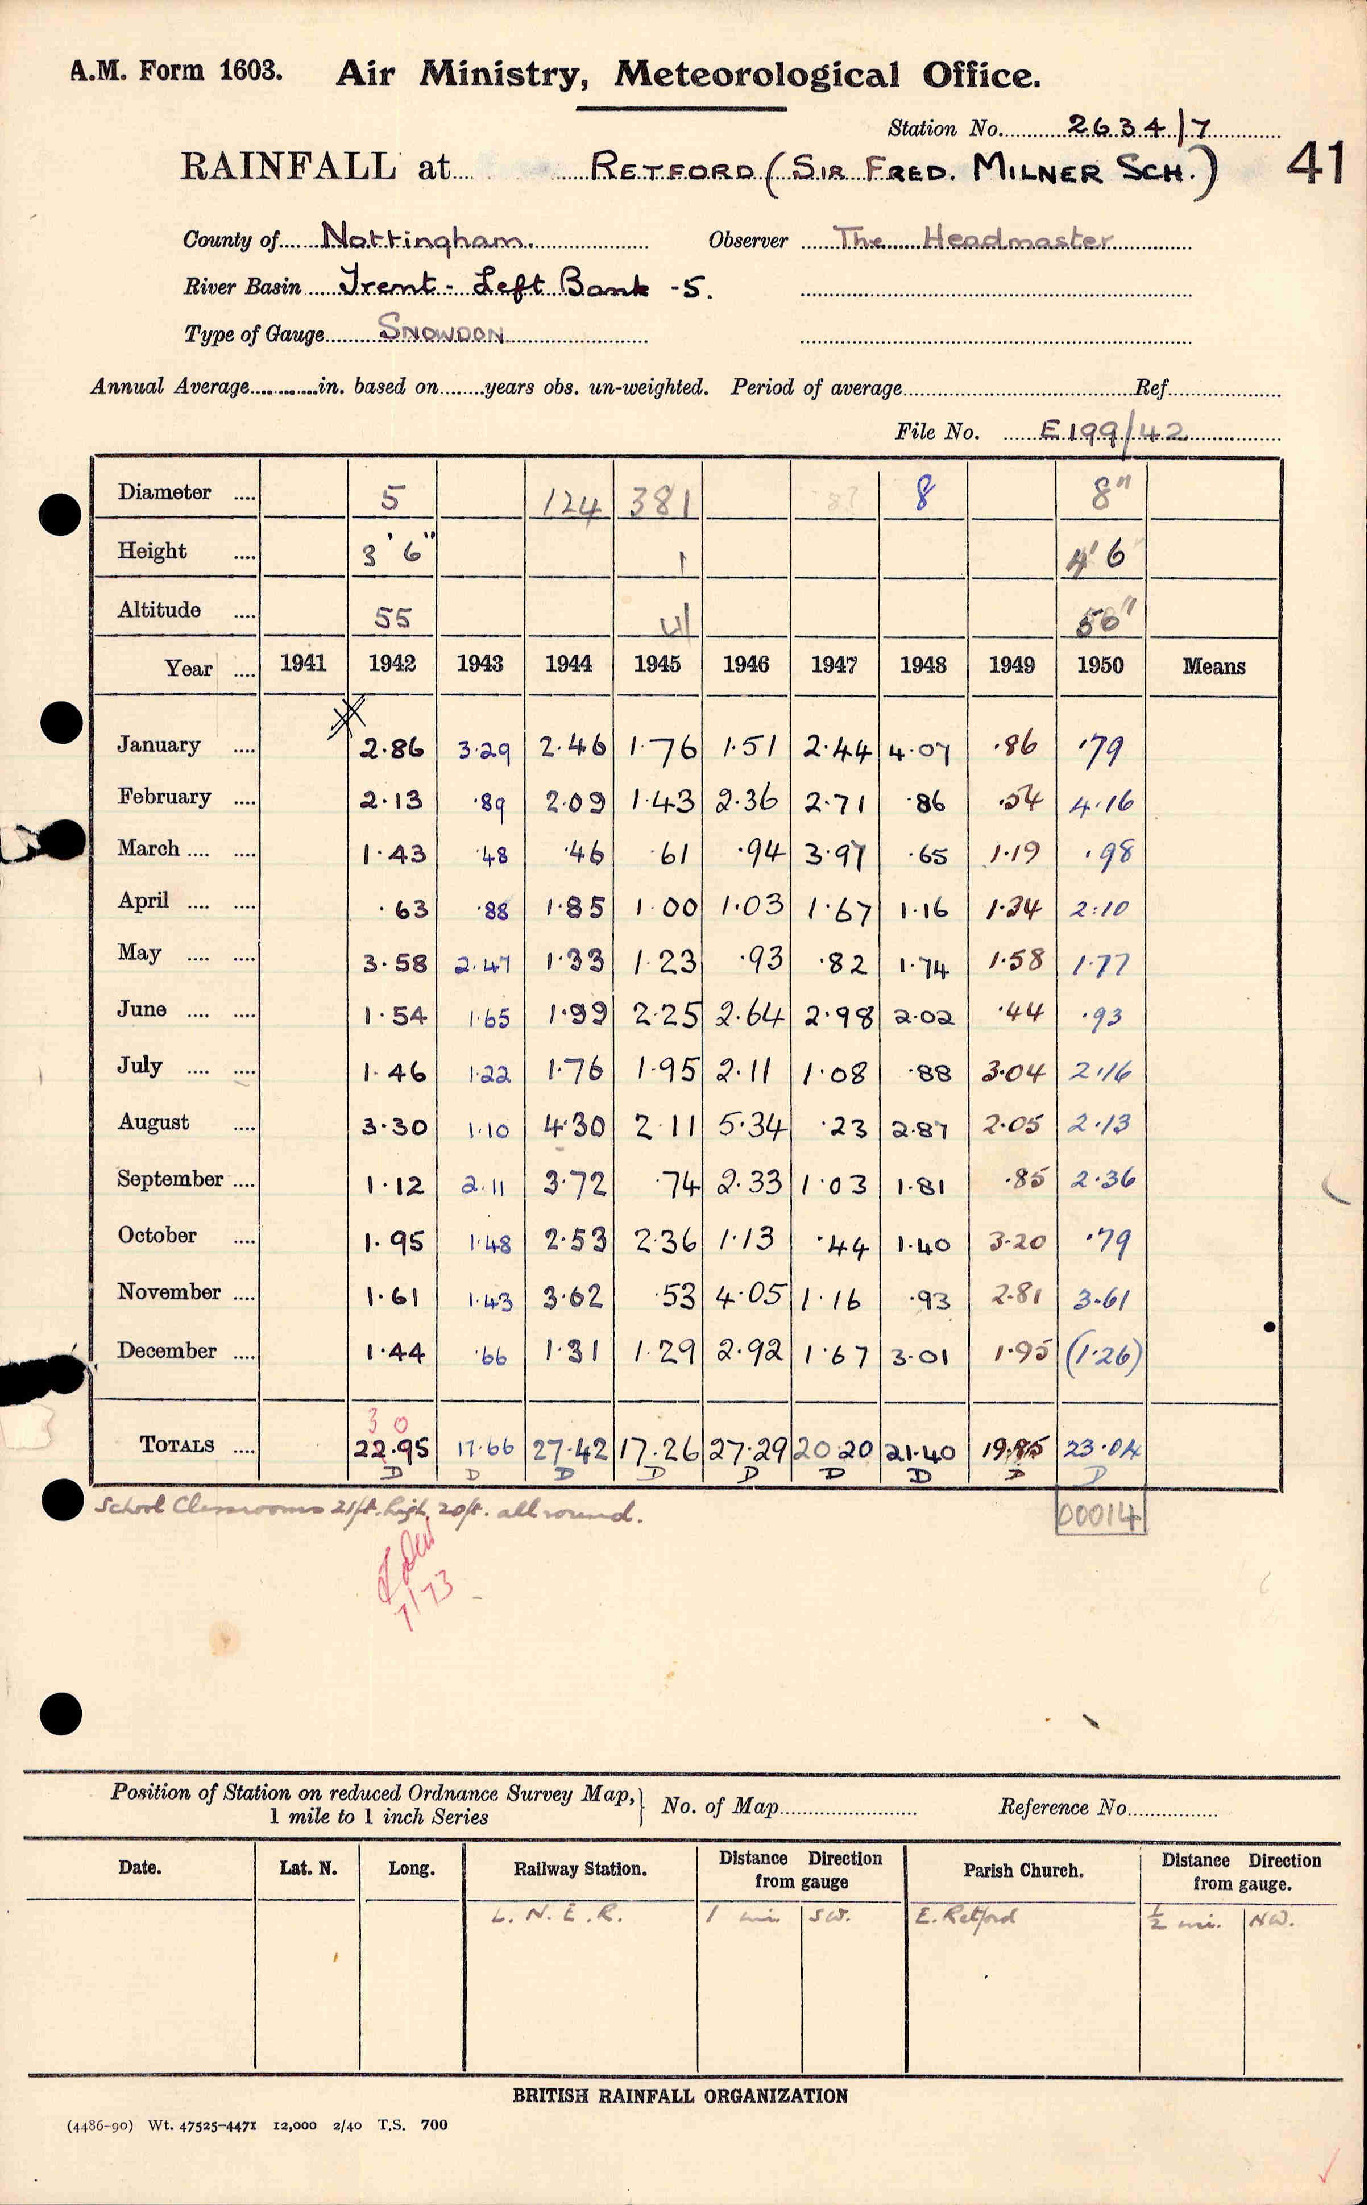 A.M. Form 1603. Air Ministry, Meteorological Office.
Station No. 2634/7
RAINFALL at RETFORD (SIR FRED. MILNER SCH.) 41
County of Nottingham. Observer The Headmaster
River Basin Trent - Left Bank -5.
Type of Gauge SNOWDON
Annual Average in. based on years obs. un-weighted. Period of average Ref.
File No. E199/42
Diameter .... 5 124 381 8 8"
Height .... 3' 6" 1 4' 6
Altitude .... 55 41
Year .... 1941 1942 1943 1944 1945 1946 1947 1948 1949 1950 Means
January .... 2.86 3.29 2.46 1.76 1.51 2.44 4.07 .86 .79
February .... 2.13 .89 2.09 1.43 2.36 2.71 .86 .54 4.16
March .... .... 1.43 .48 .46 .61 .94 3.97 .65 1.19 .98
April .... .... .63 .88 1.85 1.00 1.03 1.67 1.16 1.34 2.10
May .... .... 3.58 2.47 1.33 1.23 .93 .82 1.74 1.58 1.77
June .... .... 1.54 1.65 1.99 2.25 2.64 2.98 2.02 .44 .93
July .... .... 1.46 1.22 1.76 1.95 2.11 1.08 .88 3.04 2.16
August .... 3.30 1.10 4.30 2.11 5.34 .23 2.87 2.05 2.13
September .... 1.12 2.11 3.72 .74 2.33 1.03 1.81 .85 2.36
October .... 1.95 1.48 2.53 2.36 1.13 .44 1.40 3.20 .79
November .... 1.61 1.43 3.62 .53 4.05 1.16 .93 2.81 3.61
December .... 1.44 .66 1.31 1.29 2.92 1.67 3.01 1.95 (1.26)
3 0
TOTALS .... 22.95 17.66 27.42 17.26 27.29 20.20 21.40 19.85 23.04
D D D D D D D D D
School Classrooms 21ft. high, 20ft. all round. 00014
7/73
Position of Station on reduced Ordnance Survey Map, No. of Map Reference No.
1 mile to 1 inch Series
Date. Lat. N. Long. Railway Station. Distance Direction from gauge Parish Church. Distance Direction from gauge.
L. N. E. R. 1 mi. SW. E. Retford ½ mi. NW.
BRITISH RAINFALL ORGANIZATION
(4486-90) Wt. 47525-4471 12,000 2/40 T.S. 700